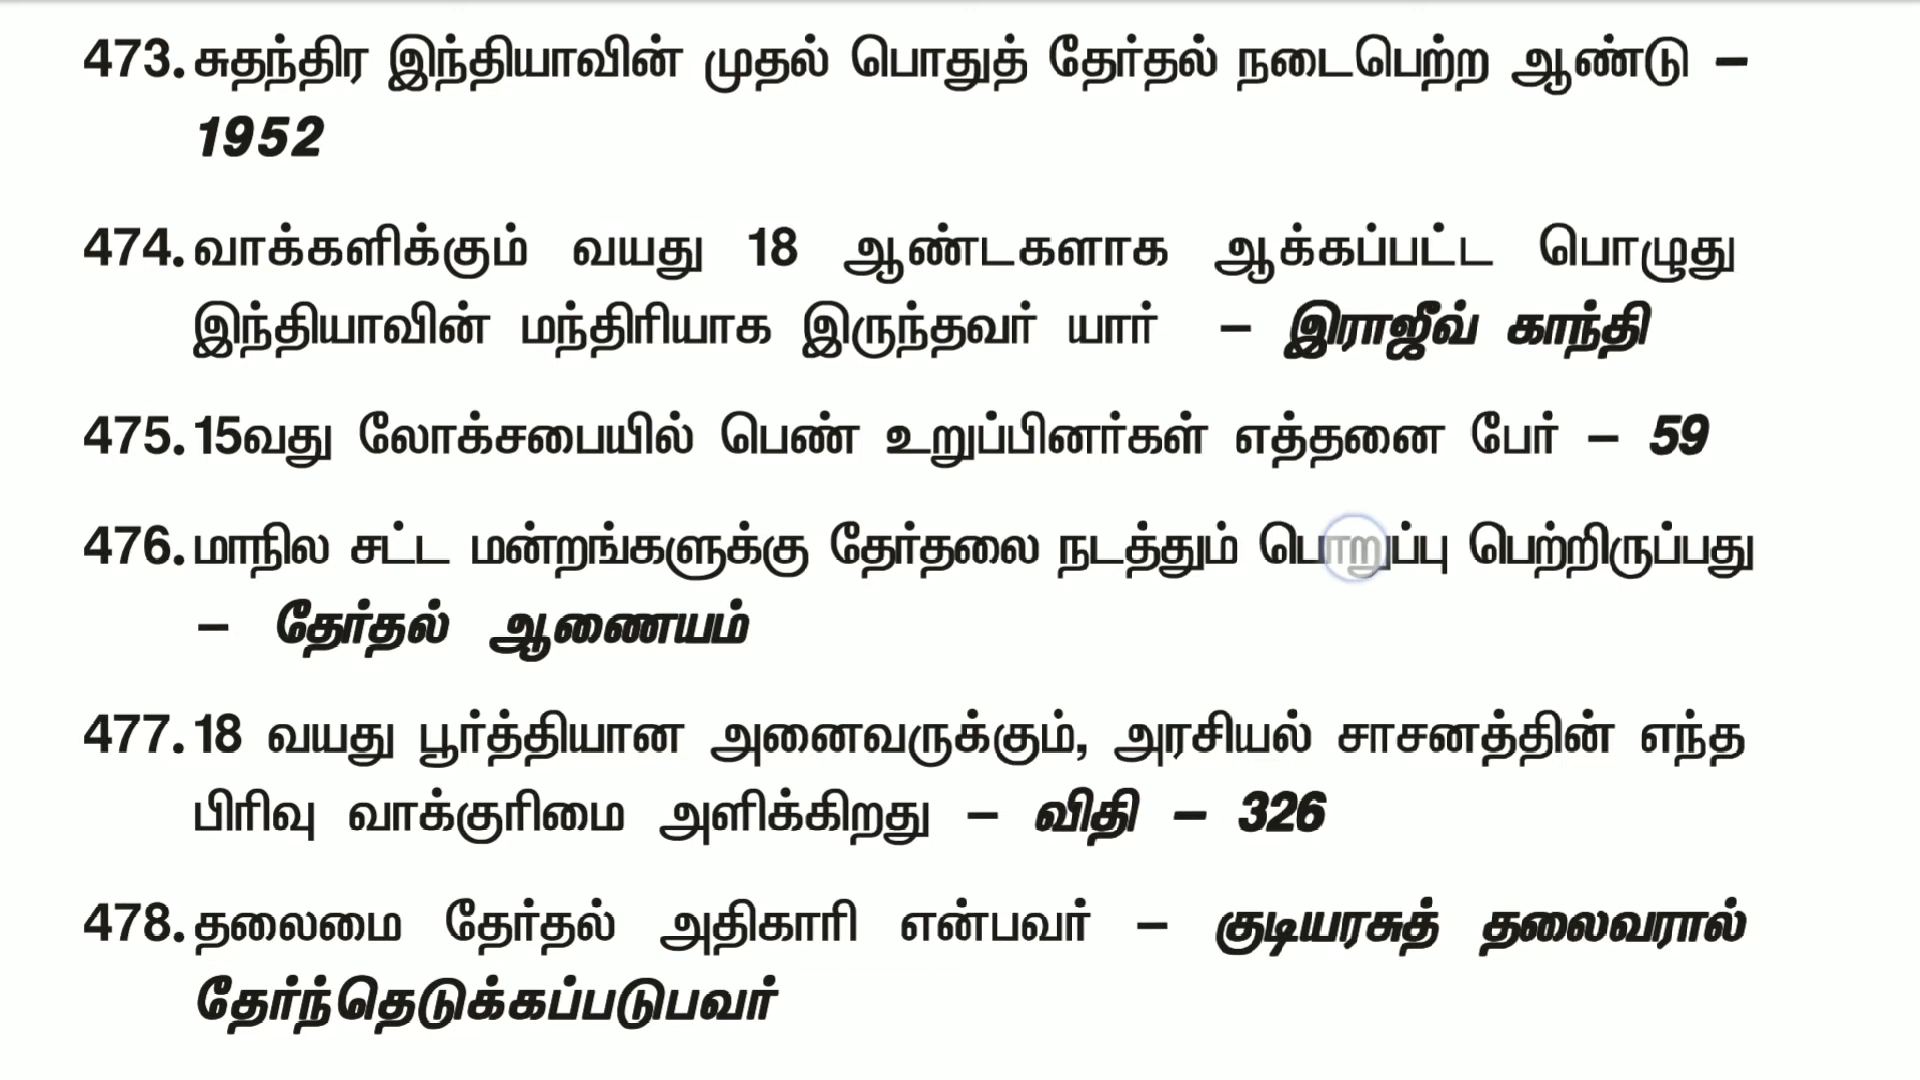 473. சுதந்திர இந்தியாவின் முதல் பொதுத் தேர்தல் நடைபெற்ற ஆண்டு –
1952
474. வாக்களிக்கும் வயது 18 ஆண்டகளாக ஆக்கப்பட்ட பொழுது
இந்தியாவின் மந்திரியாக இருந்தவர் யார் – இராஜீவ் காந்தி
475. 15வது லோக்சபையில் பெண் உறுப்பினர்கள் எத்தனை பேர் – 59
476. மாநில சட்ட மன்றங்களுக்கு தேர்தலை நடத்தும் பொறுப்பு பெற்றிருப்பது
– தேர்தல் ஆணையம்
477. 18 வயது பூர்த்தியான அனைவருக்கும், அரசியல் சாசனத்தின் எந்த
பிரிவு வாக்குரிமை அளிக்கிறது – விதி – 326
478. தலைமை தேர்தல் அதிகாரி என்பவர் – குடியரசுத் தலைவரால்
தேர்ந்தெடுக்கப்படுபவர்